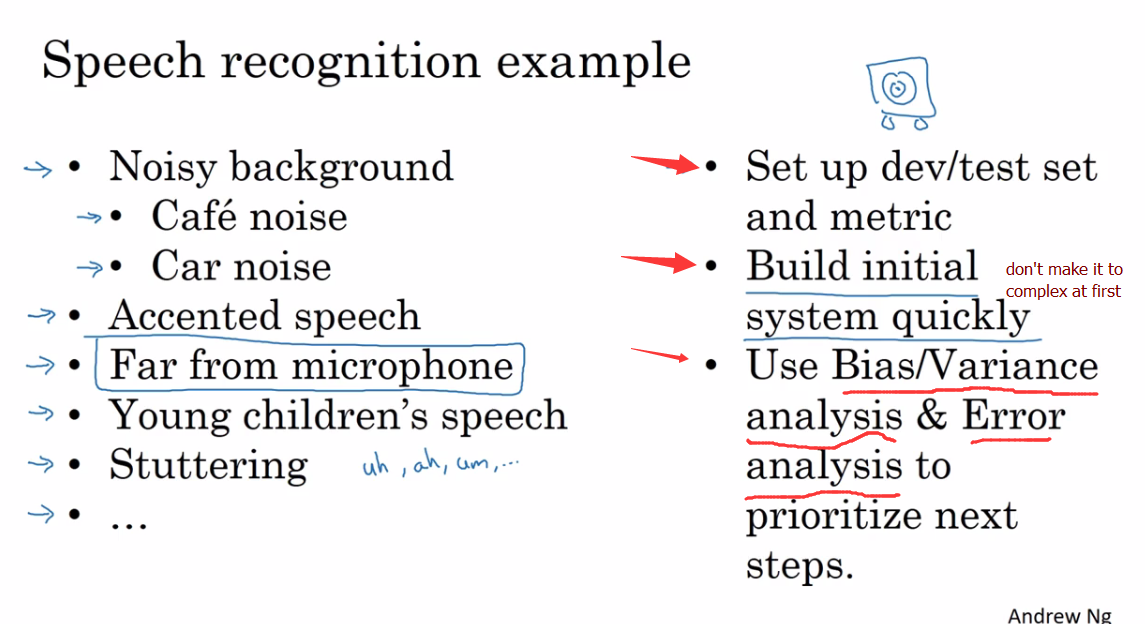 Speech recognition example
• Noisy background
• Café noise
• Car noise
• Accented speech
• Far from microphone
• Young children's speech
• Stuttering uh, ah, um, ...
• ...
• Set up dev/test set
and metric
• Build initial
system quickly
don't make it to
complex at first
• Use Bias/Variance
analysis & Error
analysis to
prioritize next
steps.
Andrew Ng